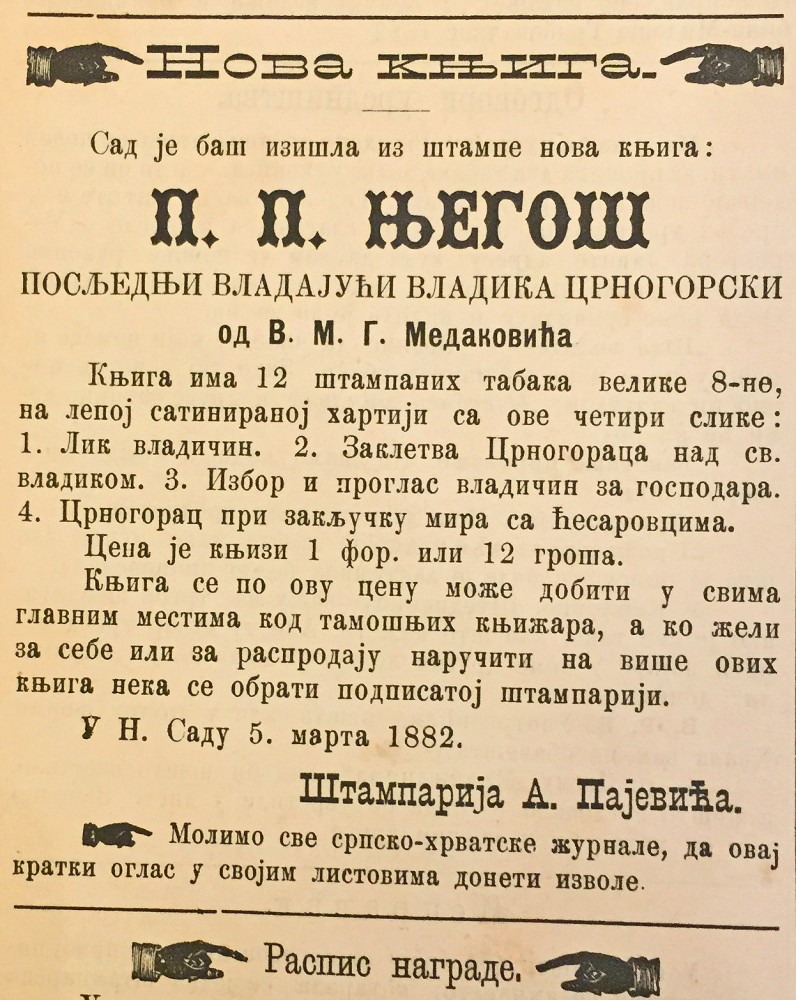 Нова књига.
Сад је баш изишла из штампе нова књига:
П. П. ЊЕГОШ
ПОСЉЕДЊИ ВЛАДАЈУЋИ ВЛАДИКА ЦРНОГОРСКИ
од В. М. Г. Медаковића
Књига има 12 штампаних табака велике 8-не,
на лепој сатинираној хартији са ове четири слике:
1. Лик владичин. 2. Заклетва Црногораца над св.
владиком. 3. Избор и проглас владичин за господара.
4. Црногорац при закључку мира са Ћесаровцима.
Цена је књизи 1 фор. или 12 гроша.
Књига се по ову цену може добити у свима
главним местима код тамошњих књижара, а ко жели
за себе или за распродају наручити на више ових
књига нека се обрати подписатој штампарији.
У Н. Саду 5. марта 1882.
Штампарија А. Пајевића.
Молимо све српско-хрватске журнале, да овај
кратки оглас у својим листовима донети изволе.
Распис награде.